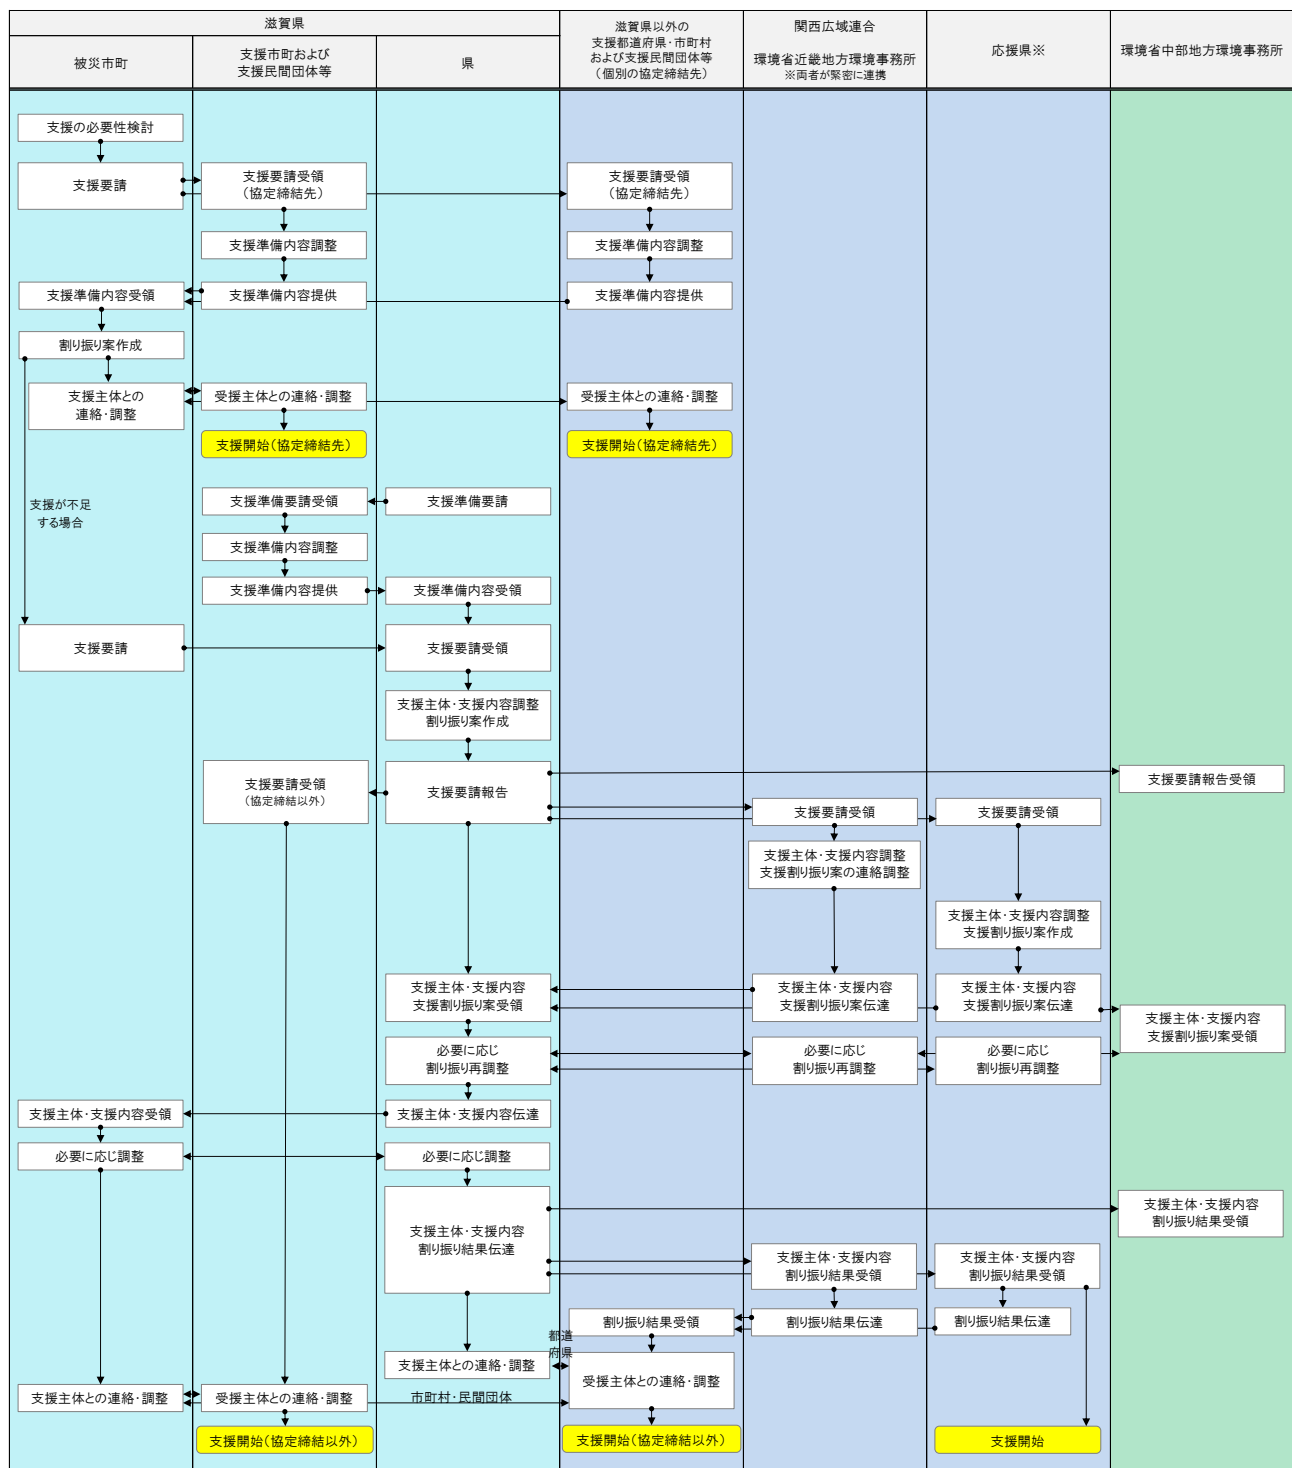 滋賀県
被災市町
支援市町および
支援民間団体等
県
滋賀県以外の
支援都道府県・市町村
および支援民間団体等
（個別の協定締結先）
関西広域連合
環境省近畿地方環境事務所
※両者が緊密に連携
応援県※
環境省中部地方環境事務所
支援の必要性検討
支援要請
支援要請受領
（協定締結先）
支援要請受領
（協定締結先）
支援準備内容調整
支援準備内容調整
支援準備内容受領
支援準備内容提供
支援準備内容提供
割り振り案作成
支援主体との
連絡・調整
受援主体との連絡・調整
受援主体との連絡・調整
支援開始（協定締結先）
支援開始（協定締結先）
支援が不足
する場合
支援準備要請受領
支援準備要請
支援準備内容調整
支援準備内容提供
支援準備内容受領
支援要請
支援要請受領
支援主体・支援内容調整
割り振り案作成
支援要請受領
（協定締結以外）
支援要請報告
支援要請報告受領
支援要請受領
支援要請受領
支援主体・支援内容調整
支援割り振り案の連絡調整
支援主体・支援内容調整
支援割り振り案作成
支援主体・支援内容
支援割り振り案受領
支援主体・支援内容
支援割り振り案伝達
支援主体・支援内容
支援割り振り案伝達
支援主体・支援内容
支援割り振り案受領
必要に応じ
割り振り再調整
必要に応じ
割り振り再調整
必要に応じ
割り振り再調整
支援主体・支援内容受領
支援主体・支援内容伝達
必要に応じ調整
必要に応じ調整
支援主体・支援内容
割り振り結果伝達
支援主体・支援内容
割り振り結果受領
支援主体・支援内容
割り振り結果受領
支援主体・支援内容
割り振り結果受領
割り振り結果受領
割り振り結果伝達
割り振り結果伝達
都道
府県
支援主体との連絡・調整
受援主体との連絡・調整
支援主体との連絡・調整
受援主体との連絡・調整
市町村・民間団体
支援開始（協定締結以外）
支援開始（協定締結以外）
支援開始